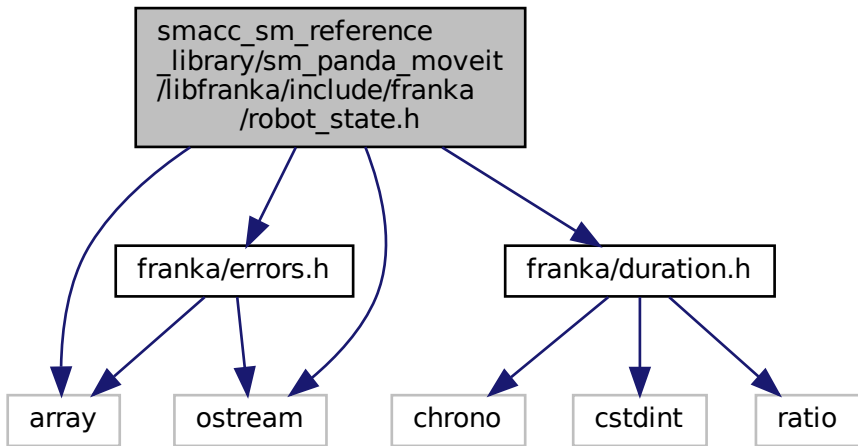 smacc_sm_reference
_library/sm_panda_moveit
/libfranka/include/franka
/robot_state.h
franka/errors.h
franka/duration.h
array
ostream
chrono
cstdint
ratio